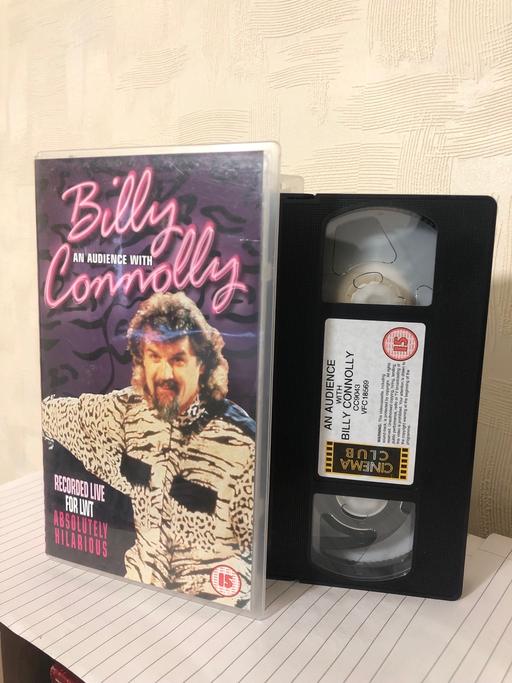 Billy
AN AUDIENCE WITH
Connolly
RECORDED LIVE
FOR LWT
ABSOLUTELY
HILARIOUS
15
AN AUDIENCE
WITH
BILLY CONNOLLY
CC9043
VFC18569
15
CINEMA
CLUB